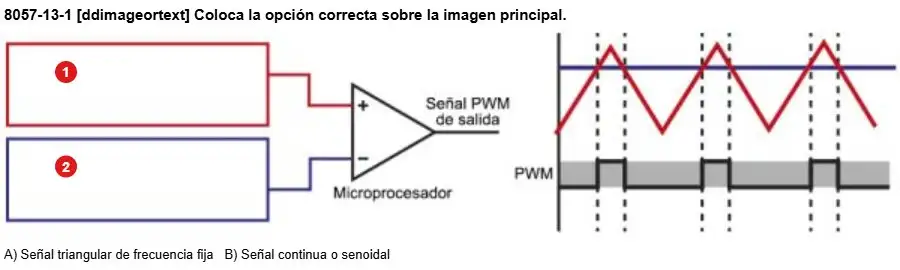 8057-13-1 [ddimageortext] Coloca la opción correcta sobre la imagen principal.
1
2
+
−
Señal PWM
de salida
Microprocesador
PWM
A) Señal triangular de frecuencia fija B) Señal continua o senoidal